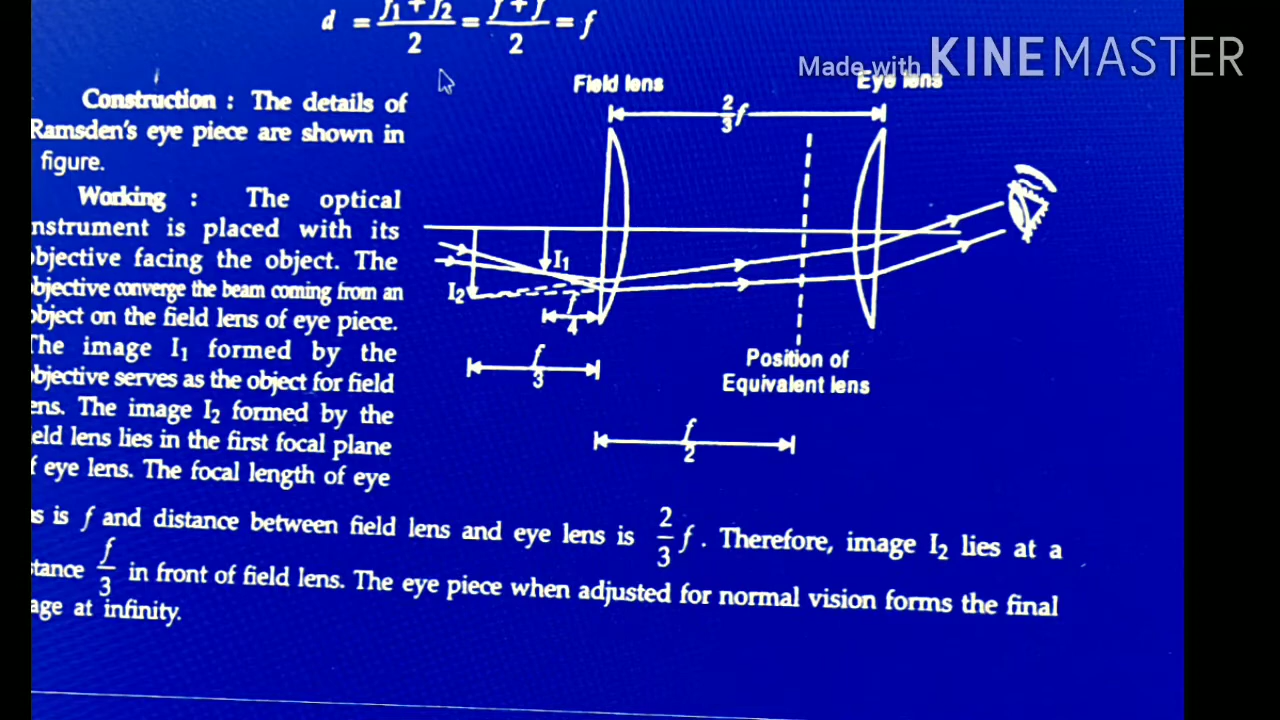 d = f1 + f2 / 2 = f + f / 2 = f
Made with KINEMASTER
Field lens
Eye lens
2/3 f
Construction : The details of
Ramsden's eye piece are shown in
figure.
Working : The optical
nstrument is placed with its
bjective facing the object. The
bjective converge the beam coming from an
bject on the field lens of eye piece.
The image I1 formed by the
bjective serves as the object for field
ens. The image I2 formed by the
eld lens lies in the first focal plane
f eye lens. The focal length of eye
I1
I2
f/4
f/3
Position of
Equivalent lens
f/2
s is f and distance between field lens and eye lens is 2/3 f . Therefore, image I2 lies at a
stance f/3 in front of field lens. The eye piece when adjusted for normal vision forms the final
age at infinity.